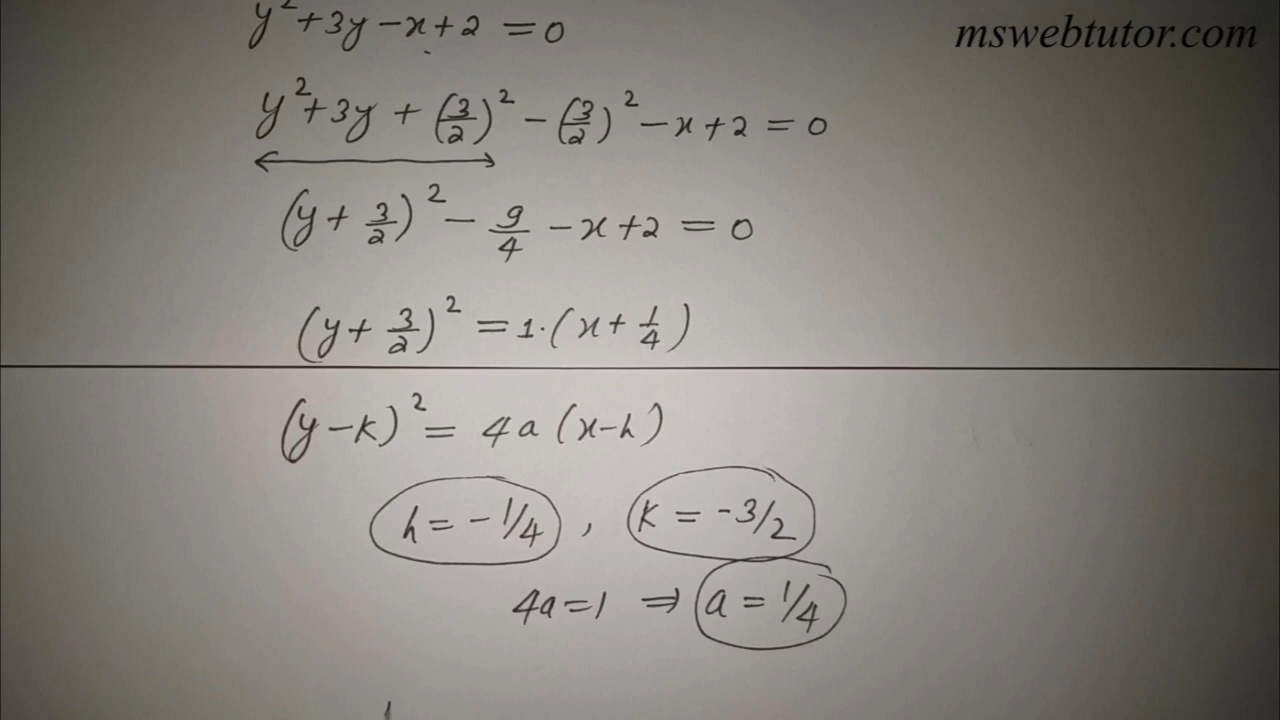 mswebtutor.com
y² + 3y - x + 2 = 0
y² + 3y + (3/2)² - (3/2)² - x + 2 = 0
(y + 3/2)² - 9/4 - x + 2 = 0
(y + 3/2)² = 1·(x + 1/4)
(y - k)² = 4a (x - h)
h = -1/4 , k = -3/2
4a = 1 ⇒ a = 1/4